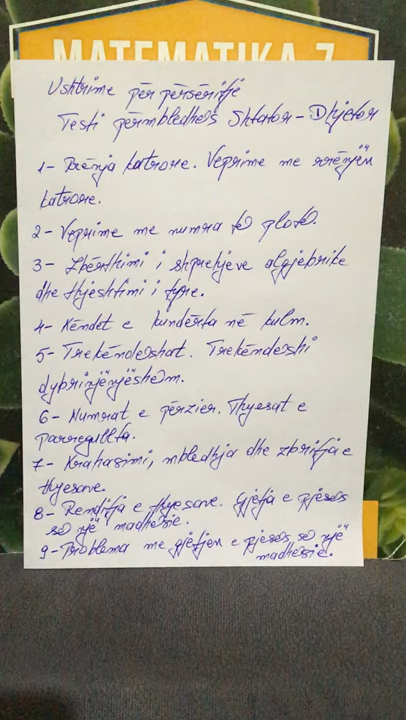 MATEMATIKA 7
Ushtrime për përsëritje
Testi përmbledhës Shtator - Dhjetor
1- Rrënja katrore. Veprime me rrënjën
katrore.
2- Veprime me numra të plotë.
3- Zbërthimi i shprehjeve algjebrike
dhe thjeshtimi i tyre.
4- Këndet e kundërta në kulm.
5- Trekëndëshat. Trekëndëshi
dybrinjënjëshëm.
6- Numrat e përzier. Thyesat e
parregullta.
7- Krahasimi, mbledhja dhe zbritja e
thyesave.
8- Renditja e thyesave. Gjetja e pjesës
së një madhësie.
9- Problema me gjetjen e pjesës së një
madhësie.